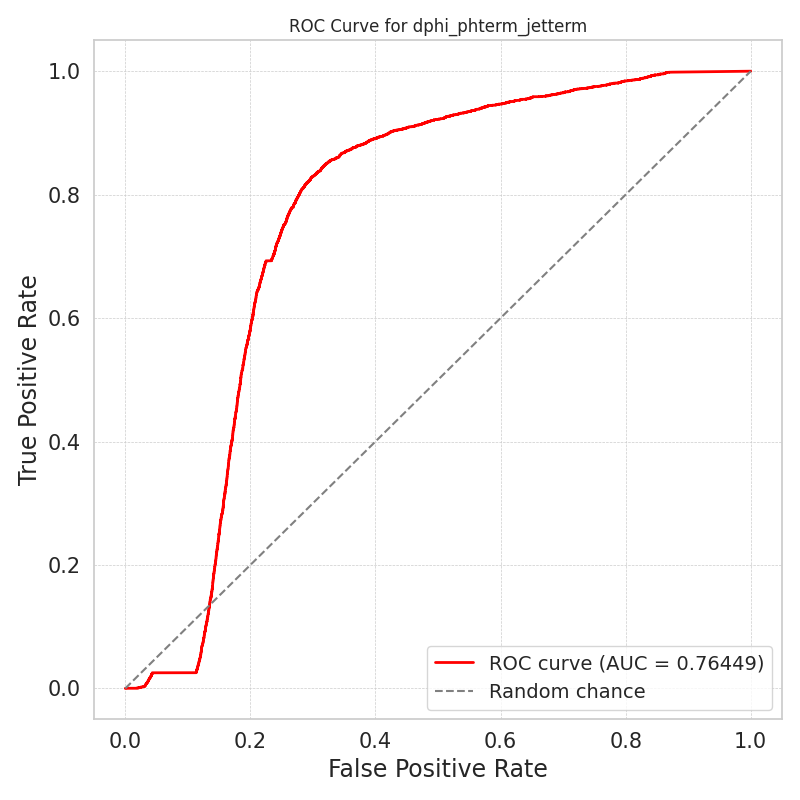 ROC Curve for dphi_phterm_jetterm
True Positive Rate
1.0
0.8
0.6
0.4
0.2
0.0
ROC curve (AUC = 0.76449)
Random chance
0.0 0.2 0.4 0.6 0.8 1.0
False Positive Rate